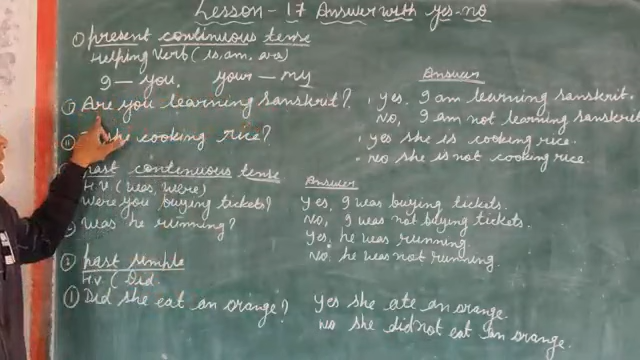 Lesson - 17 Answer with yes-no
① present continuous tense
Helping verb (is, am, are)
I — you, your — my
① Are you learning Sanskrit?
Answer
yes, I am learning Sanskrit.
No, I am not learning Sanskrit
② she cooking rice?
yes she is cooking rice.
No she is not cooking rice
past continuous tense
H.V (was, were)
Were you buying tickets?
Answer
Yes, I was buying tickets.
No, I was not buying tickets.
Was he running?
Yes, he was running.
No, he was not running.
③ past simple
H.v. ( Did.
① Did she eat an orange?
Yes she ate an orange.
No she did not eat an orange.